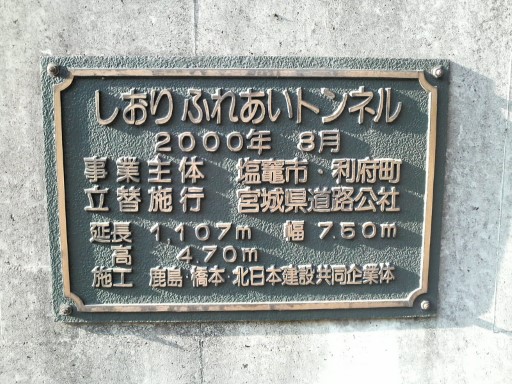 しおりふれあいトンネル
2000年 8月
事業主体 塩竈市・利府町
立替施行 宮城県道路公社
延長 1,107m 幅 7.50m
高 4.70m
施工 鹿島・橋本・北日本建設共同企業体